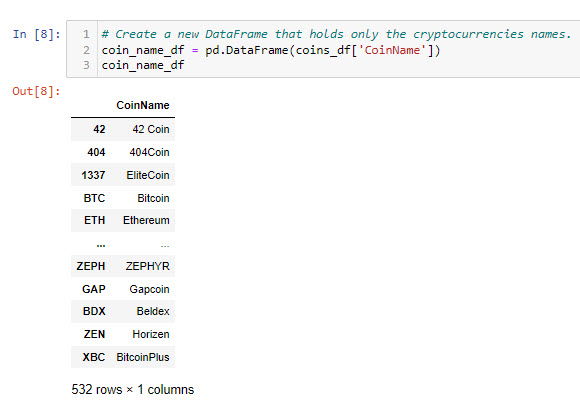 In [8]: 1 # Create a new DataFrame that holds only the cryptocurrencies names.
2 coin_name_df = pd.DataFrame(coins_df['CoinName'])
3 coin_name_df
Out[8]:
CoinName
42 42 Coin
404 404Coin
1337 EliteCoin
BTC Bitcoin
ETH Ethereum
... ...
ZEPH ZEPHYR
GAP Gapcoin
BDX Beldex
ZEN Horizen
XBC BitcoinPlus
532 rows × 1 columns